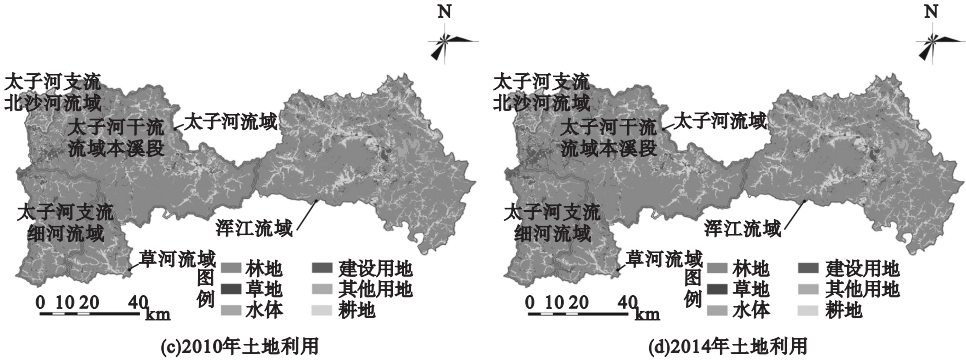 N
太子河支流
北沙河流域
太子河干流
流域本溪段
太子河流域
太子河支流
细河流域
浑江流域
草河流域
图例
林地
草地
水体
建设用地
其他用地
耕地
0 10 20 40
km
(c)2010年土地利用
N
太子河支流
北沙河流域
太子河干流
流域本溪段
太子河流域
太子河支流
细河流域
浑江流域
草河流域
图例
林地
草地
水体
建设用地
其他用地
耕地
0 10 20 40
km
(d)2014年土地利用